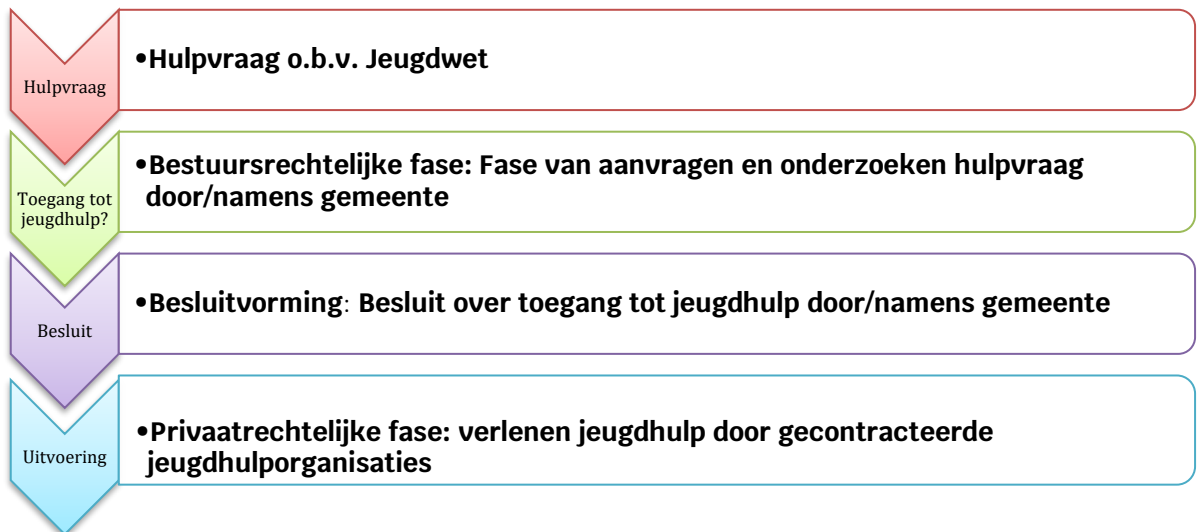 Hulpvraag
•Hulpvraag o.b.v. Jeugdwet
Toegang tot
jeugdhulp?
•Bestuursrechtelijke fase: Fase van aanvragen en onderzoeken hulpvraag
door/namens gemeente
Besluit
•Besluitvorming: Besluit over toegang tot jeugdhulp door/namens gemeente
Uitvoering
•Privaatrechtelijke fase: verlenen jeugdhulp door gecontracteerde
jeugdhulporganisaties